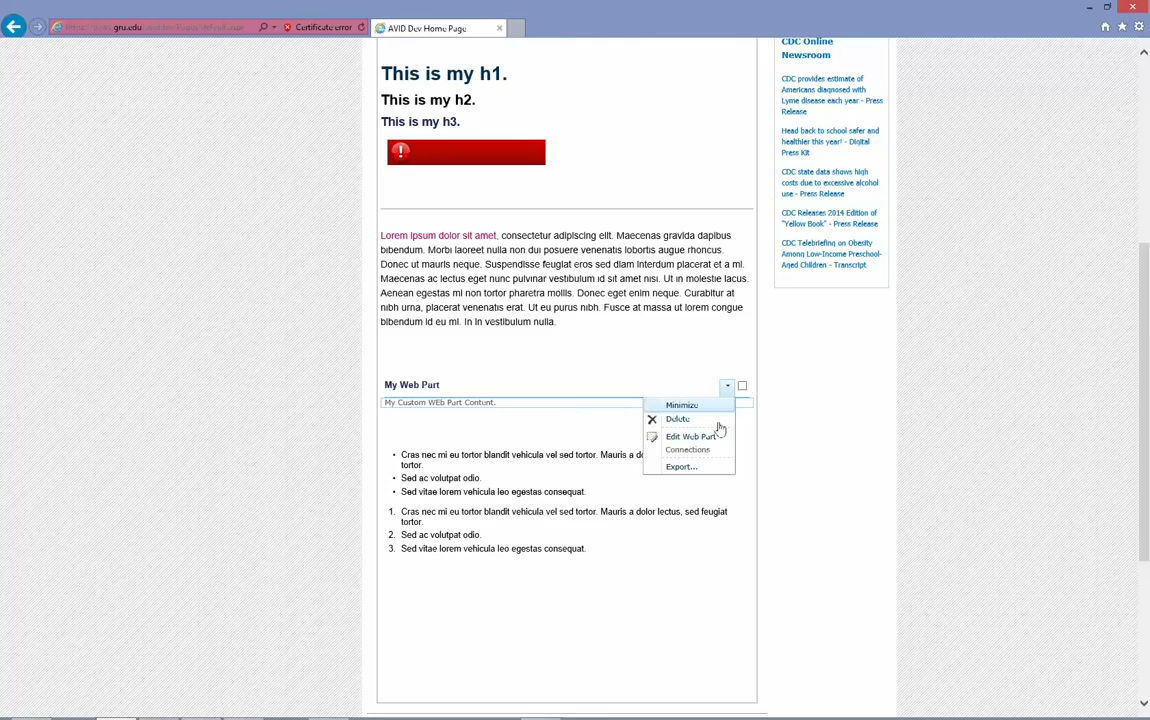 gru.edu
Certificate error
AVID Dev Home Page
CDC Online
Newsroom
CDC provides estimate of
Americans diagnosed with
Lyme disease each year - Press
Release
Head back to school safer and
healthier this year! - Digital
Press Kit
CDC state data shows high
costs due to excessive alcohol
use - Press Release
CDC Releases 2014 Edition of
"Yellow Book" - Press Release
CDC Telebriefing on Obesity
Among Low-Income Preschool-
Aged Children - Transcript
This is my h1.
This is my h2.
This is my h3.
Lorem ipsum dolor sit amet, consectetur adipiscing elit. Maecenas gravida dapibus
bibendum. Morbi laoreet nulla non dui posuere venenatis lobortis augue rhoncus.
Donec ut mauris neque. Suspendisse feugiat eros sed diam interdum placerat et a mi.
Maecenas ac lectus eget nunc pulvinar vestibulum id sit amet nisi. Ut in molestie lacus.
Aenean egestas mi non tortor pharetra mollis. Donec eget enim neque. Curabitur at
nibh urna, placerat venenatis erat. Ut eu purus nibh. Fusce at massa ut lorem congue
bibendum id eu mi. In in vestibulum nulla.
My Web Part
My Custom WEb Part Content.
Minimize
Delete
Edit Web Part
Connections
Export...
• Cras nec mi eu tortor blandit vehicula vel sed tortor. Mauris a do
tortor.
• Sed ac volutpat odio.
• Sed vitae lorem vehicula leo egestas consequat.
1. Cras nec mi eu tortor blandit vehicula vel sed tortor. Mauris a dolor lectus, sed feugiat
tortor.
2. Sed ac volutpat odio.
3. Sed vitae lorem vehicula leo egestas consequat.